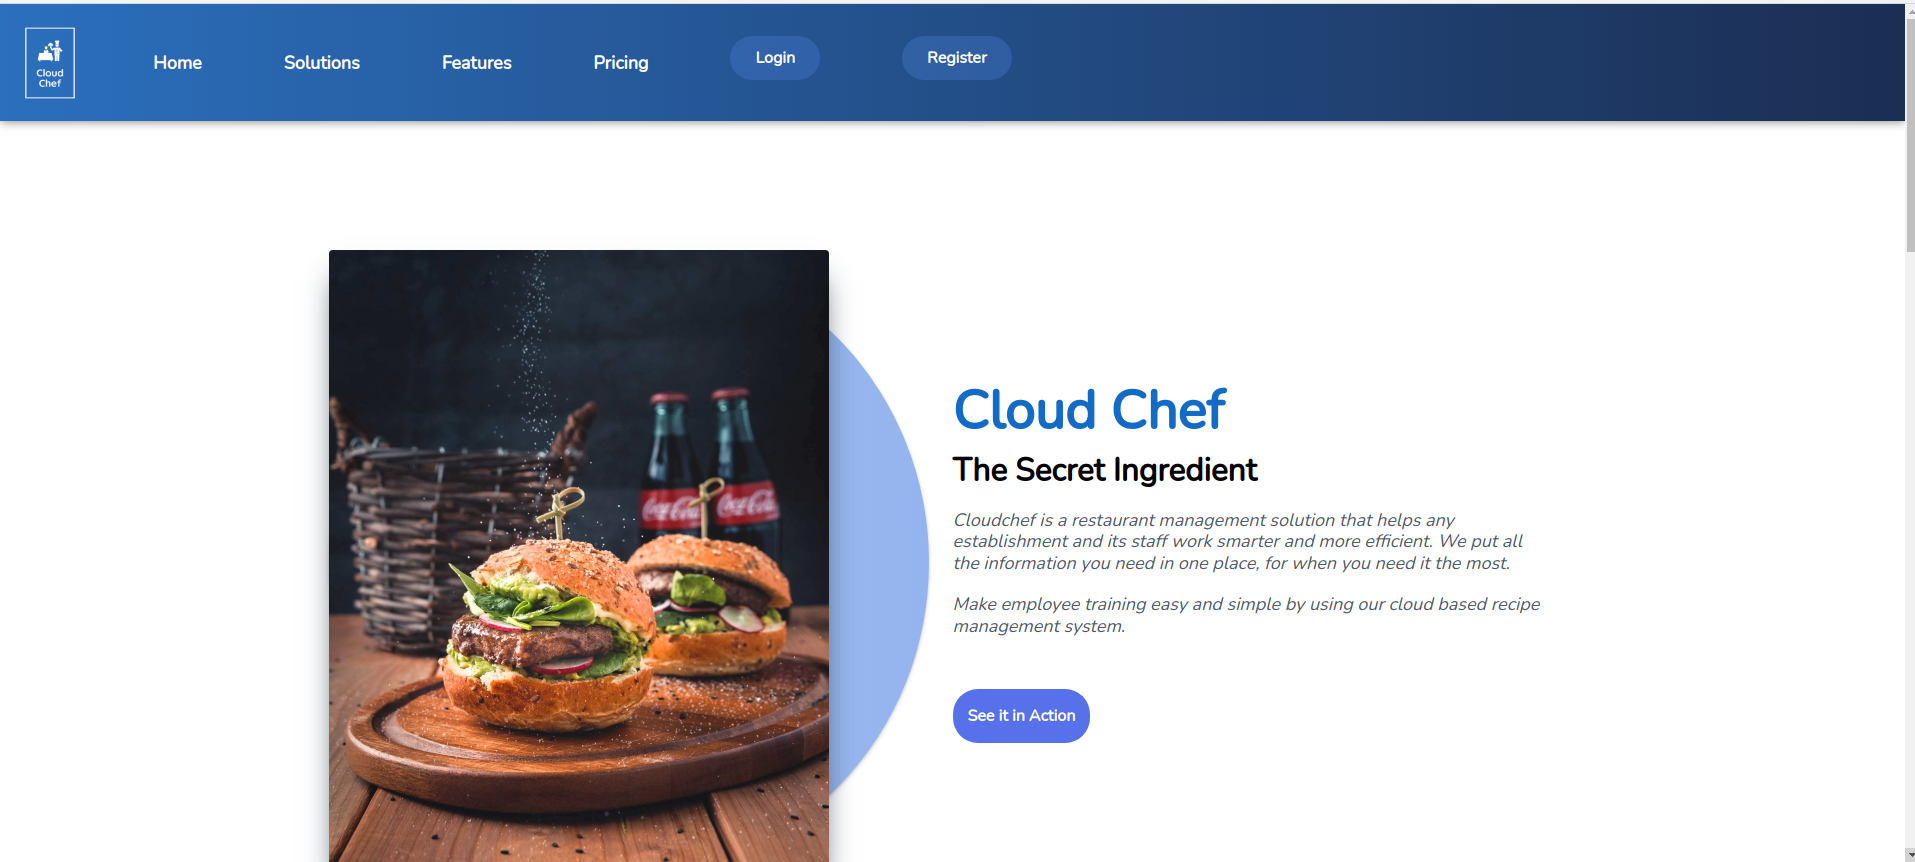 Cloud
Chef
Home
Solutions
Features
Pricing
Login
Register
Coca-Cola
Coca-Cola
Cloud Chef
The Secret Ingredient
Cloudchef is a restaurant management solution that helps any
establishment and its staff work smarter and more efficient. We put all
the information you need in one place, for when you need it the most.
Make employee training easy and simple by using our cloud based recipe
management system.
See it in Action